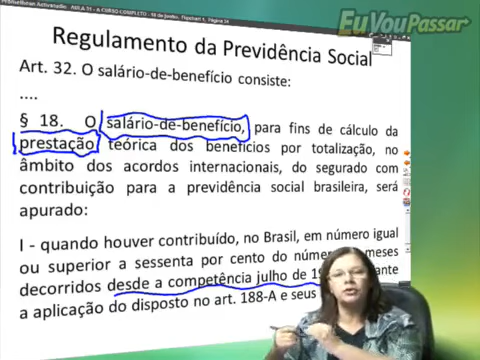 EuVouPassar
Regulamento da Previdência Social
Art. 32. O salário-de-benefício consiste:
....
§ 18. O salário-de-benefício, para fins de cálculo da
prestação teórica dos benefícios por totalização, no
âmbito dos acordos internacionais, do segurado com
contribuição para a previdência social brasileira, será
apurado:
I - quando houver contribuído, no Brasil, em número igual
ou superior a sessenta por cento do número meses
decorridos desde a competência julho de
a aplicação do disposto no art. 188-A e seus